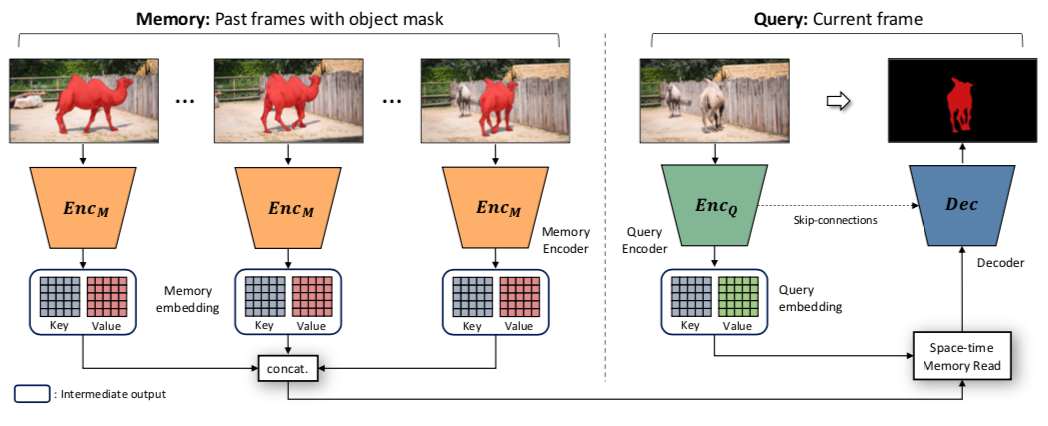 Memory: Past frames with object mask
Query: Current frame
...
...
Enc_M
Enc_M
Enc_M
Enc_Q
Dec
Skip-connections
Memory
Encoder
Query
Encoder
Decoder
Memory
embedding
Query
embedding
Key Value
Key Value
Key Value
Key Value
Space-time
Memory Read
concat.
: Intermediate output